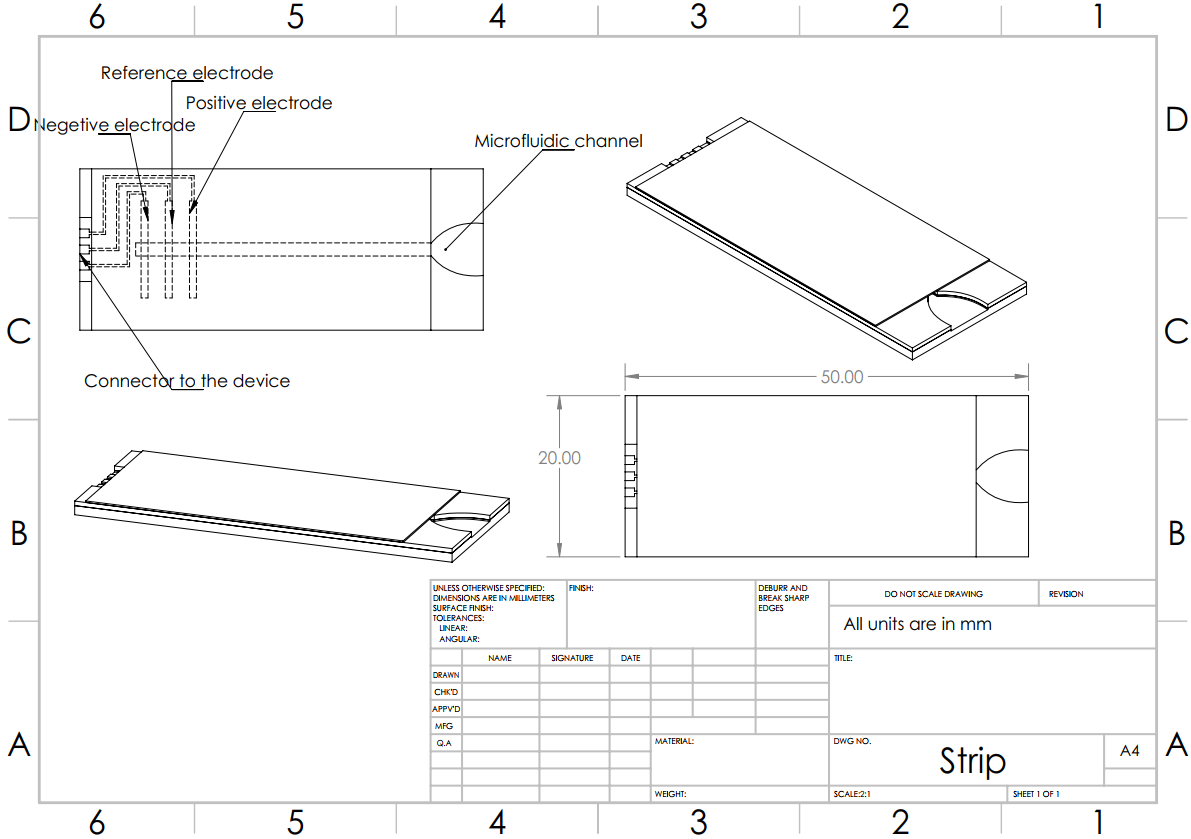 6 5 4 3 2 1
Reference electrode
Positive electrode
D Negetive electrode D
Microfluidic channel
C C
Connector to the device
50.00
20.00
B B
UNLESS OTHERWISE SPECIFIED:
DIMENSIONS ARE IN MILLIMETERS
SURFACE FINISH:
TOLERANCES:
LINEAR:
ANGULAR:
FINISH:
DEBURR AND
BREAK SHARP
EDGES
DO NOT SCALE DRAWING
REVISION
All units are in mm
NAME SIGNATURE DATE
TITLE:
DRAWN
CHK'D
APPV'D
MFG
Q.A
MATERIAL:
DWG NO.
Strip
A4
A A
WEIGHT:
SCALE:2:1
SHEET 1 OF 1
6 5 4 3 2 1